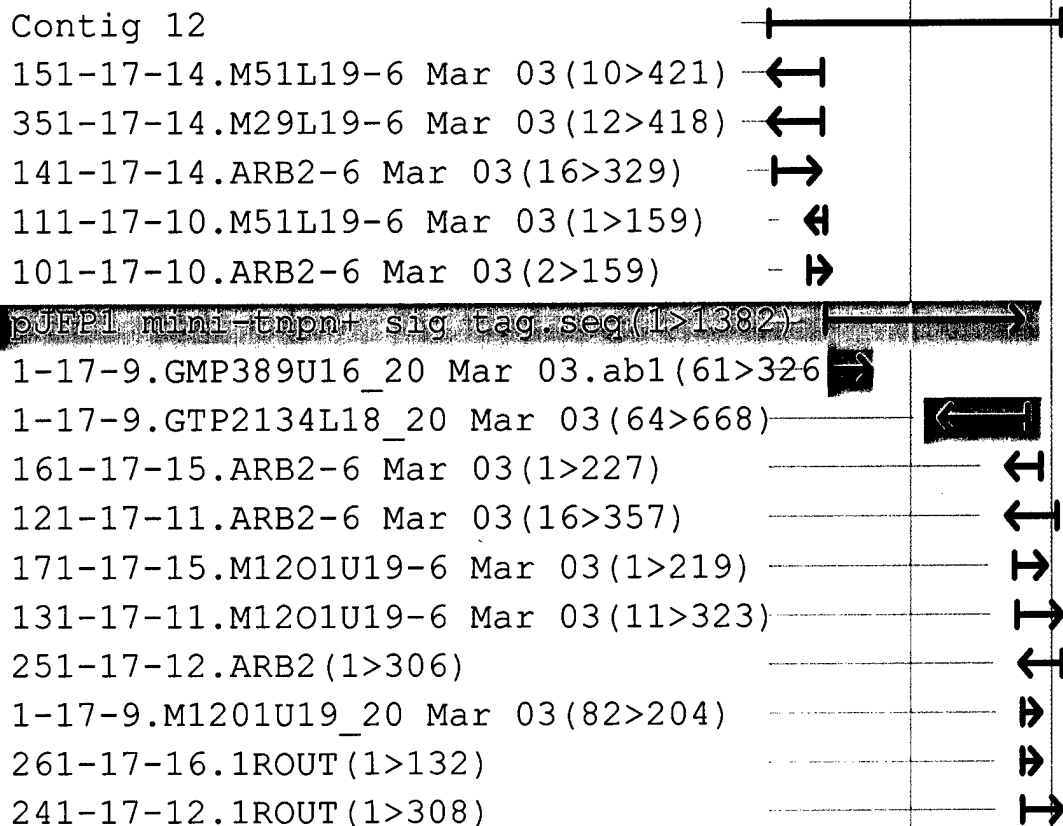 Contig 12
151-17-14.M51L19-6 Mar 03(10>421)
351-17-14.M29L19-6 Mar 03(12>418)
141-17-14.ARB2-6 Mar 03(16>329)
111-17-10.M51L19-6 Mar 03(1>159)
101-17-10.ARB2-6 Mar 03(2>159)
pJFP1 mini-tnpn+ sig tag.seq(1>1382)
1-17-9.GMP389U16_20 Mar 03.ab1(61>326
1-17-9.GTP2134L18_20 Mar 03(64>668)
161-17-15.ARB2-6 Mar 03(1>227)
121-17-11.ARB2-6 Mar 03(16>357)
171-17-15.M12O1U19-6 Mar 03(1>219)
131-17-11.M12O1U19-6 Mar 03(11>323)
251-17-12.ARB2(1>306)
1-17-9.M1201U19_20 Mar 03(82>204)
261-17-16.1ROUT(1>132)
241-17-12.1ROUT(1>308)